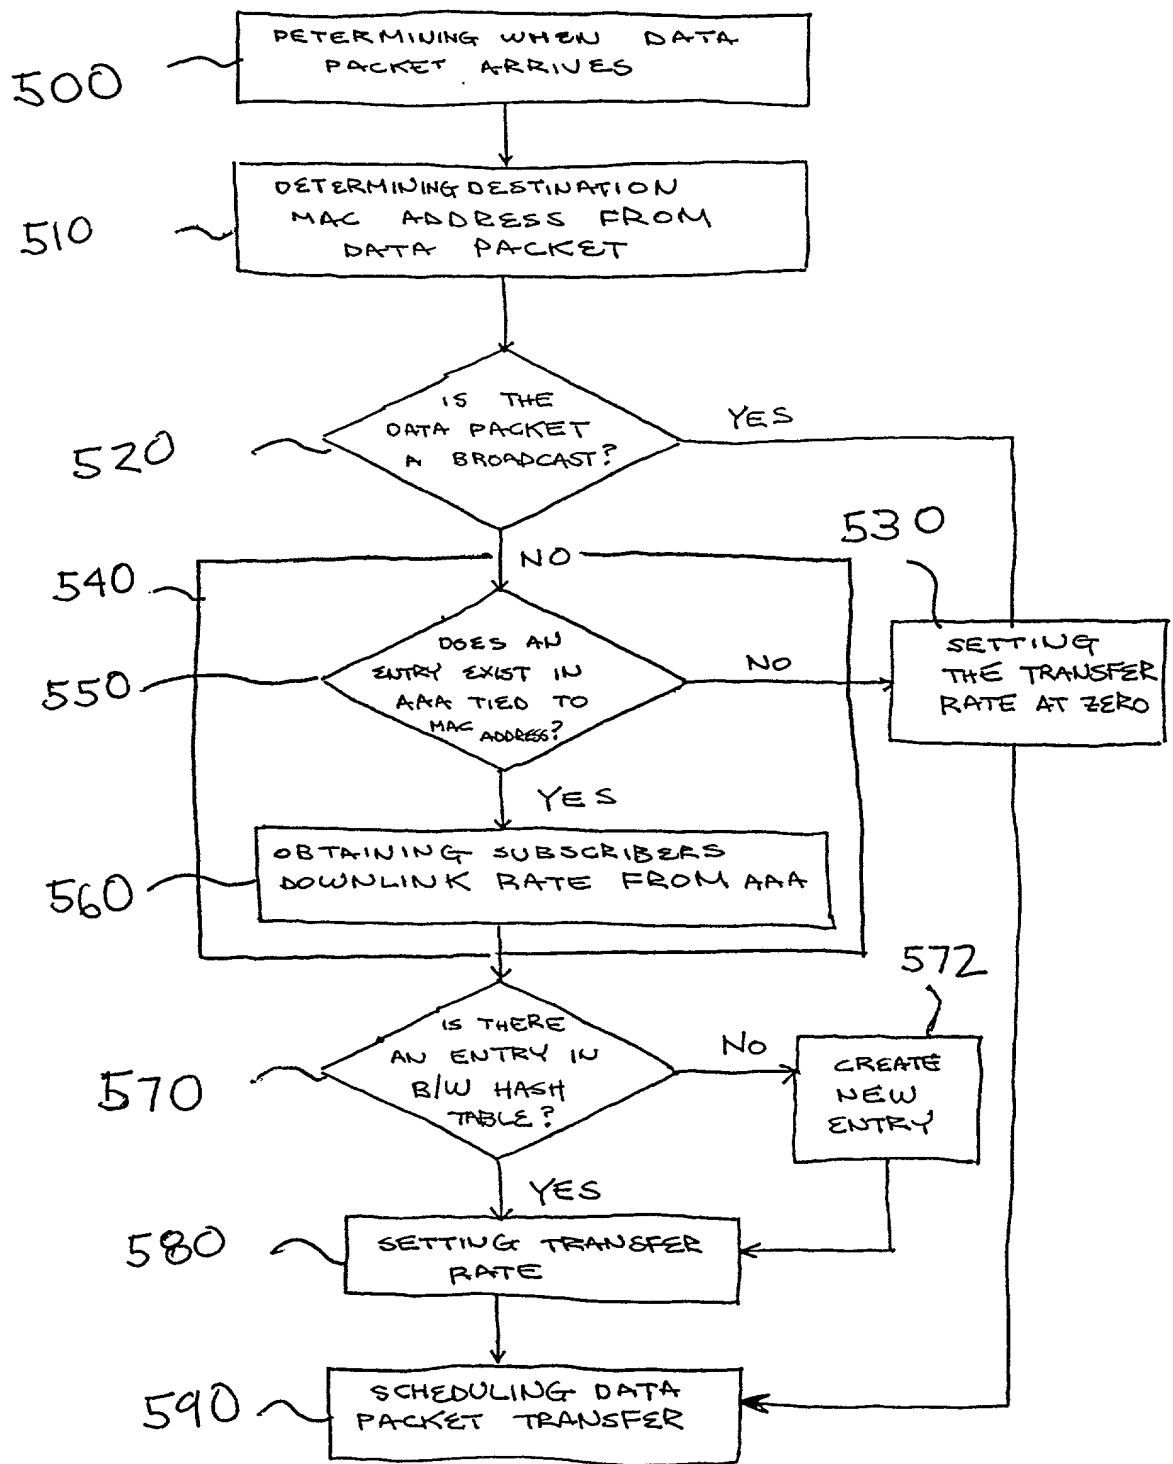 DETERMINING WHEN DATA
PACKET ARRIVES
500
DETERMINING DESTINATION
MAC ADDRESS FROM
DATA PACKET
510
IS THE
DATA PACKET
A BROADCAST?
YES
520
530
NO
540
SETTING
THE TRANSFER
RATE AT ZERO
DOES AN
ENTRY EXIST IN
AAA TIED TO
MAC ADDRESS?
NO
550
YES
OBTAINING SUBSCRIBERS
DOWNLINK RATE FROM AAA
560
572
IS THERE
AN ENTRY IN
B/W HASH
TABLE?
NO
CREATE
NEW
ENTRY
570
YES
SETTING TRANSFER
RATE
580
SCHEDULING DATA
PACKET TRANSFER
590